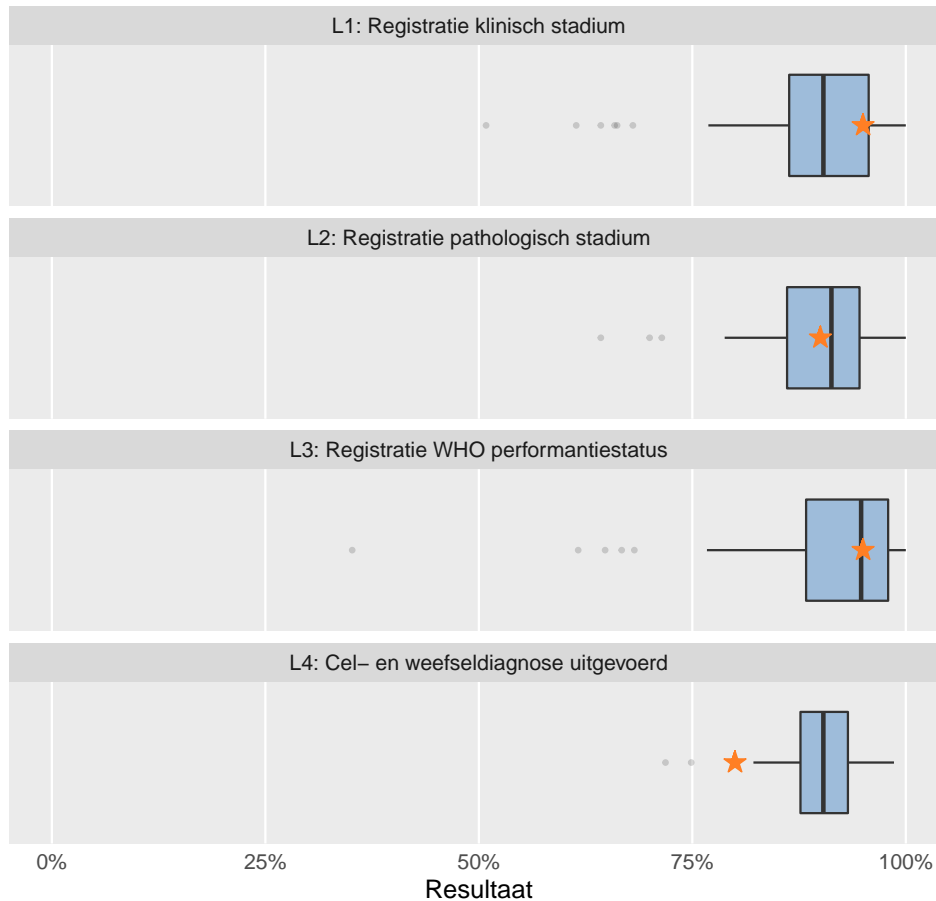 L1: Registratie klinisch stadium
L2: Registratie pathologisch stadium
L3: Registratie WHO performantiestatus
L4: Cel− en weefseldiagnose uitgevoerd
0% 25% 50% 75% 100%
Resultaat